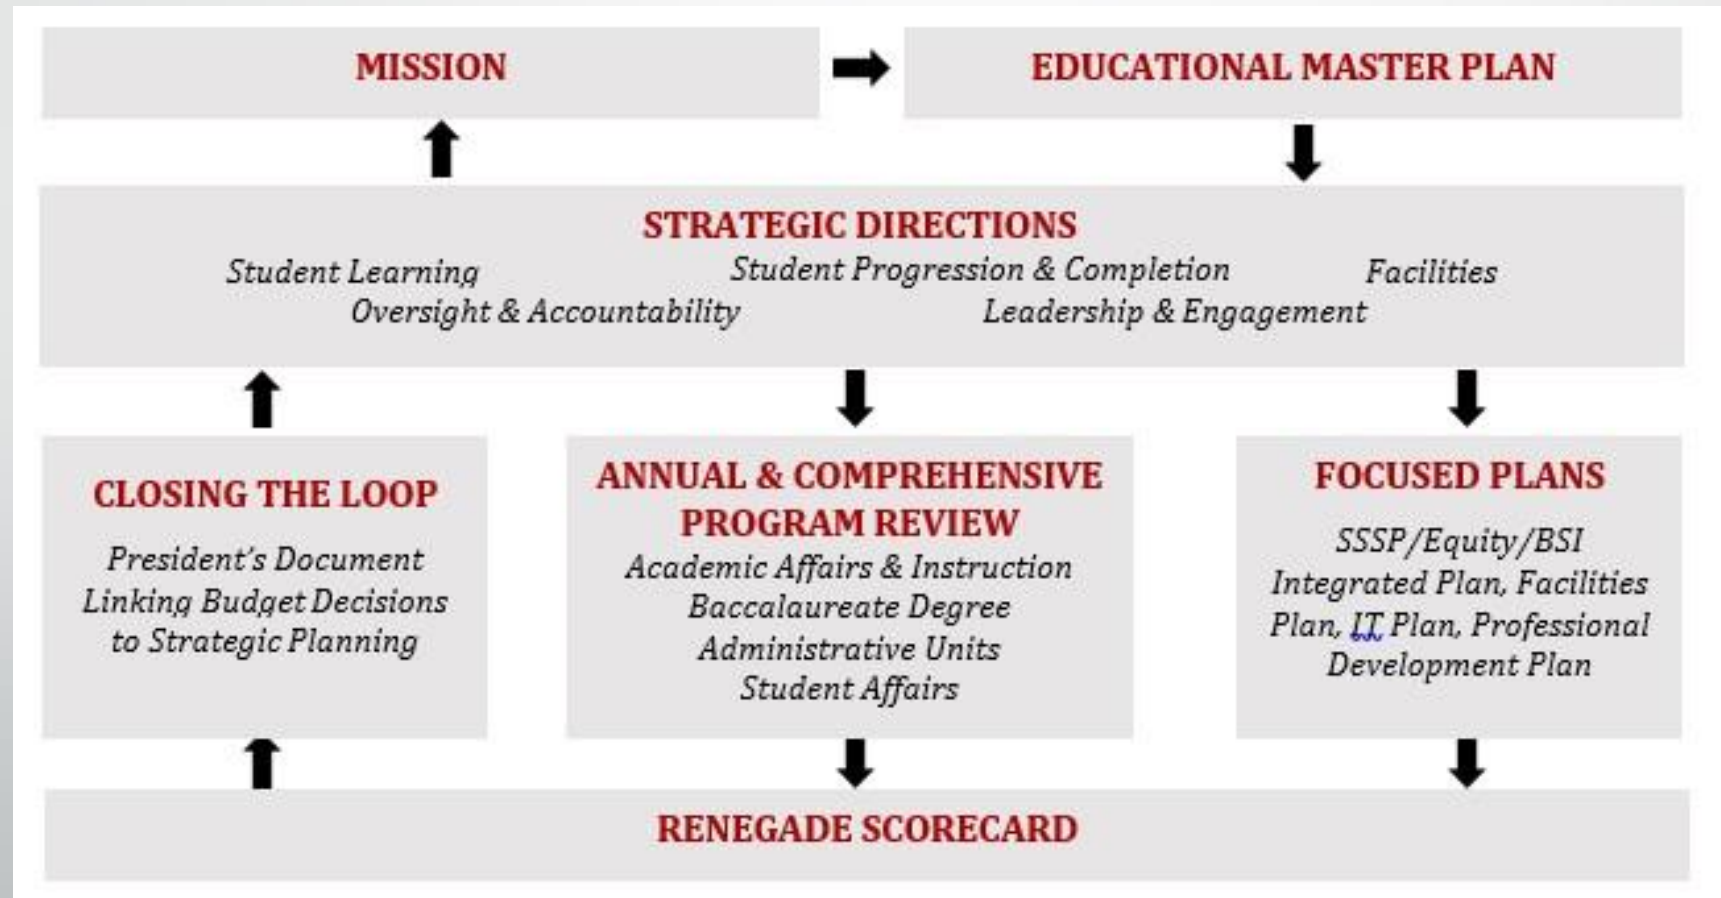 MISSION
EDUCATIONAL MASTER PLAN
STRATEGIC DIRECTIONS
Student Learning
Student Progression & Completion
Facilities
Oversight & Accountability
Leadership & Engagement
CLOSING THE LOOP
President’s Document
Linking Budget Decisions
to Strategic Planning
ANNUAL & COMPREHENSIVE
PROGRAM REVIEW
Academic Affairs & Instruction
Baccalaureate Degree
Administrative Units
Student Affairs
FOCUSED PLANS
SSSP/Equity/BSI
Integrated Plan, Facilities
Plan, IT Plan, Professional
Development Plan
RENEGADE SCORECARD